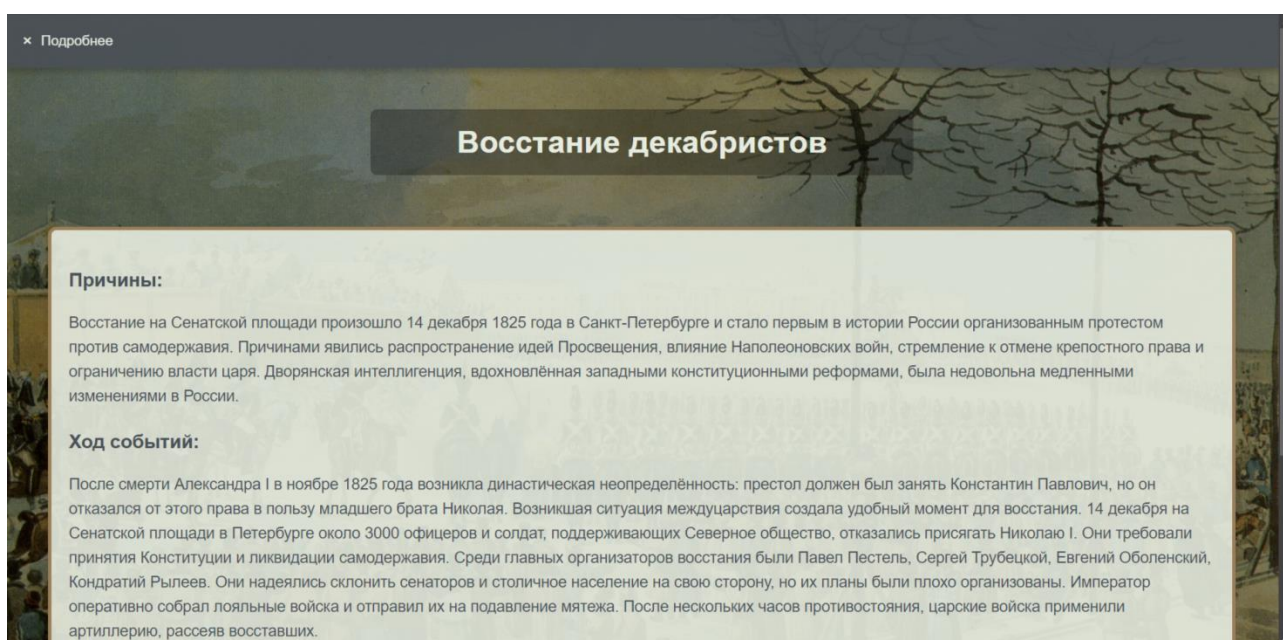 × Подробнее
Восстание декабристов
Причины:
Восстание на Сенатской площади произошло 14 декабря 1825 года в Санкт-Петербурге и стало первым в истории России организованным протестом
против самодержавия. Причинами явились распространение идей Просвещения, влияние Наполеоновских войн, стремление к отмене крепостного права и
ограничению власти царя. Дворянская интеллигенция, вдохновлённая западными конституционными реформами, была недовольна медленными
изменениями в России.
Ход событий:
После смерти Александра I в ноябре 1825 года возникла династическая неопределённость: престол должен был занять Константин Павлович, но он
отказался от этого права в пользу младшего брата Николая. Возникшая ситуация междуцарствия создала удобный момент для восстания. 14 декабря на
Сенатской площади в Петербурге около 3000 офицеров и солдат, поддерживающих Северное общество, отказались присягать Николаю I. Они требовали
принятия Конституции и ликвидации самодержавия. Среди главных организаторов восстания были Павел Пестель, Сергей Трубецкой, Евгений Оболенский,
Кондратий Рылеев. Они надеялись склонить сенаторов и столичное население на свою сторону, но их планы были плохо организованы. Император
оперативно собрал лояльные войска и отправил их на подавление мятежа. После нескольких часов противостояния, царские войска применили
артиллерию, рассеяв восставших.